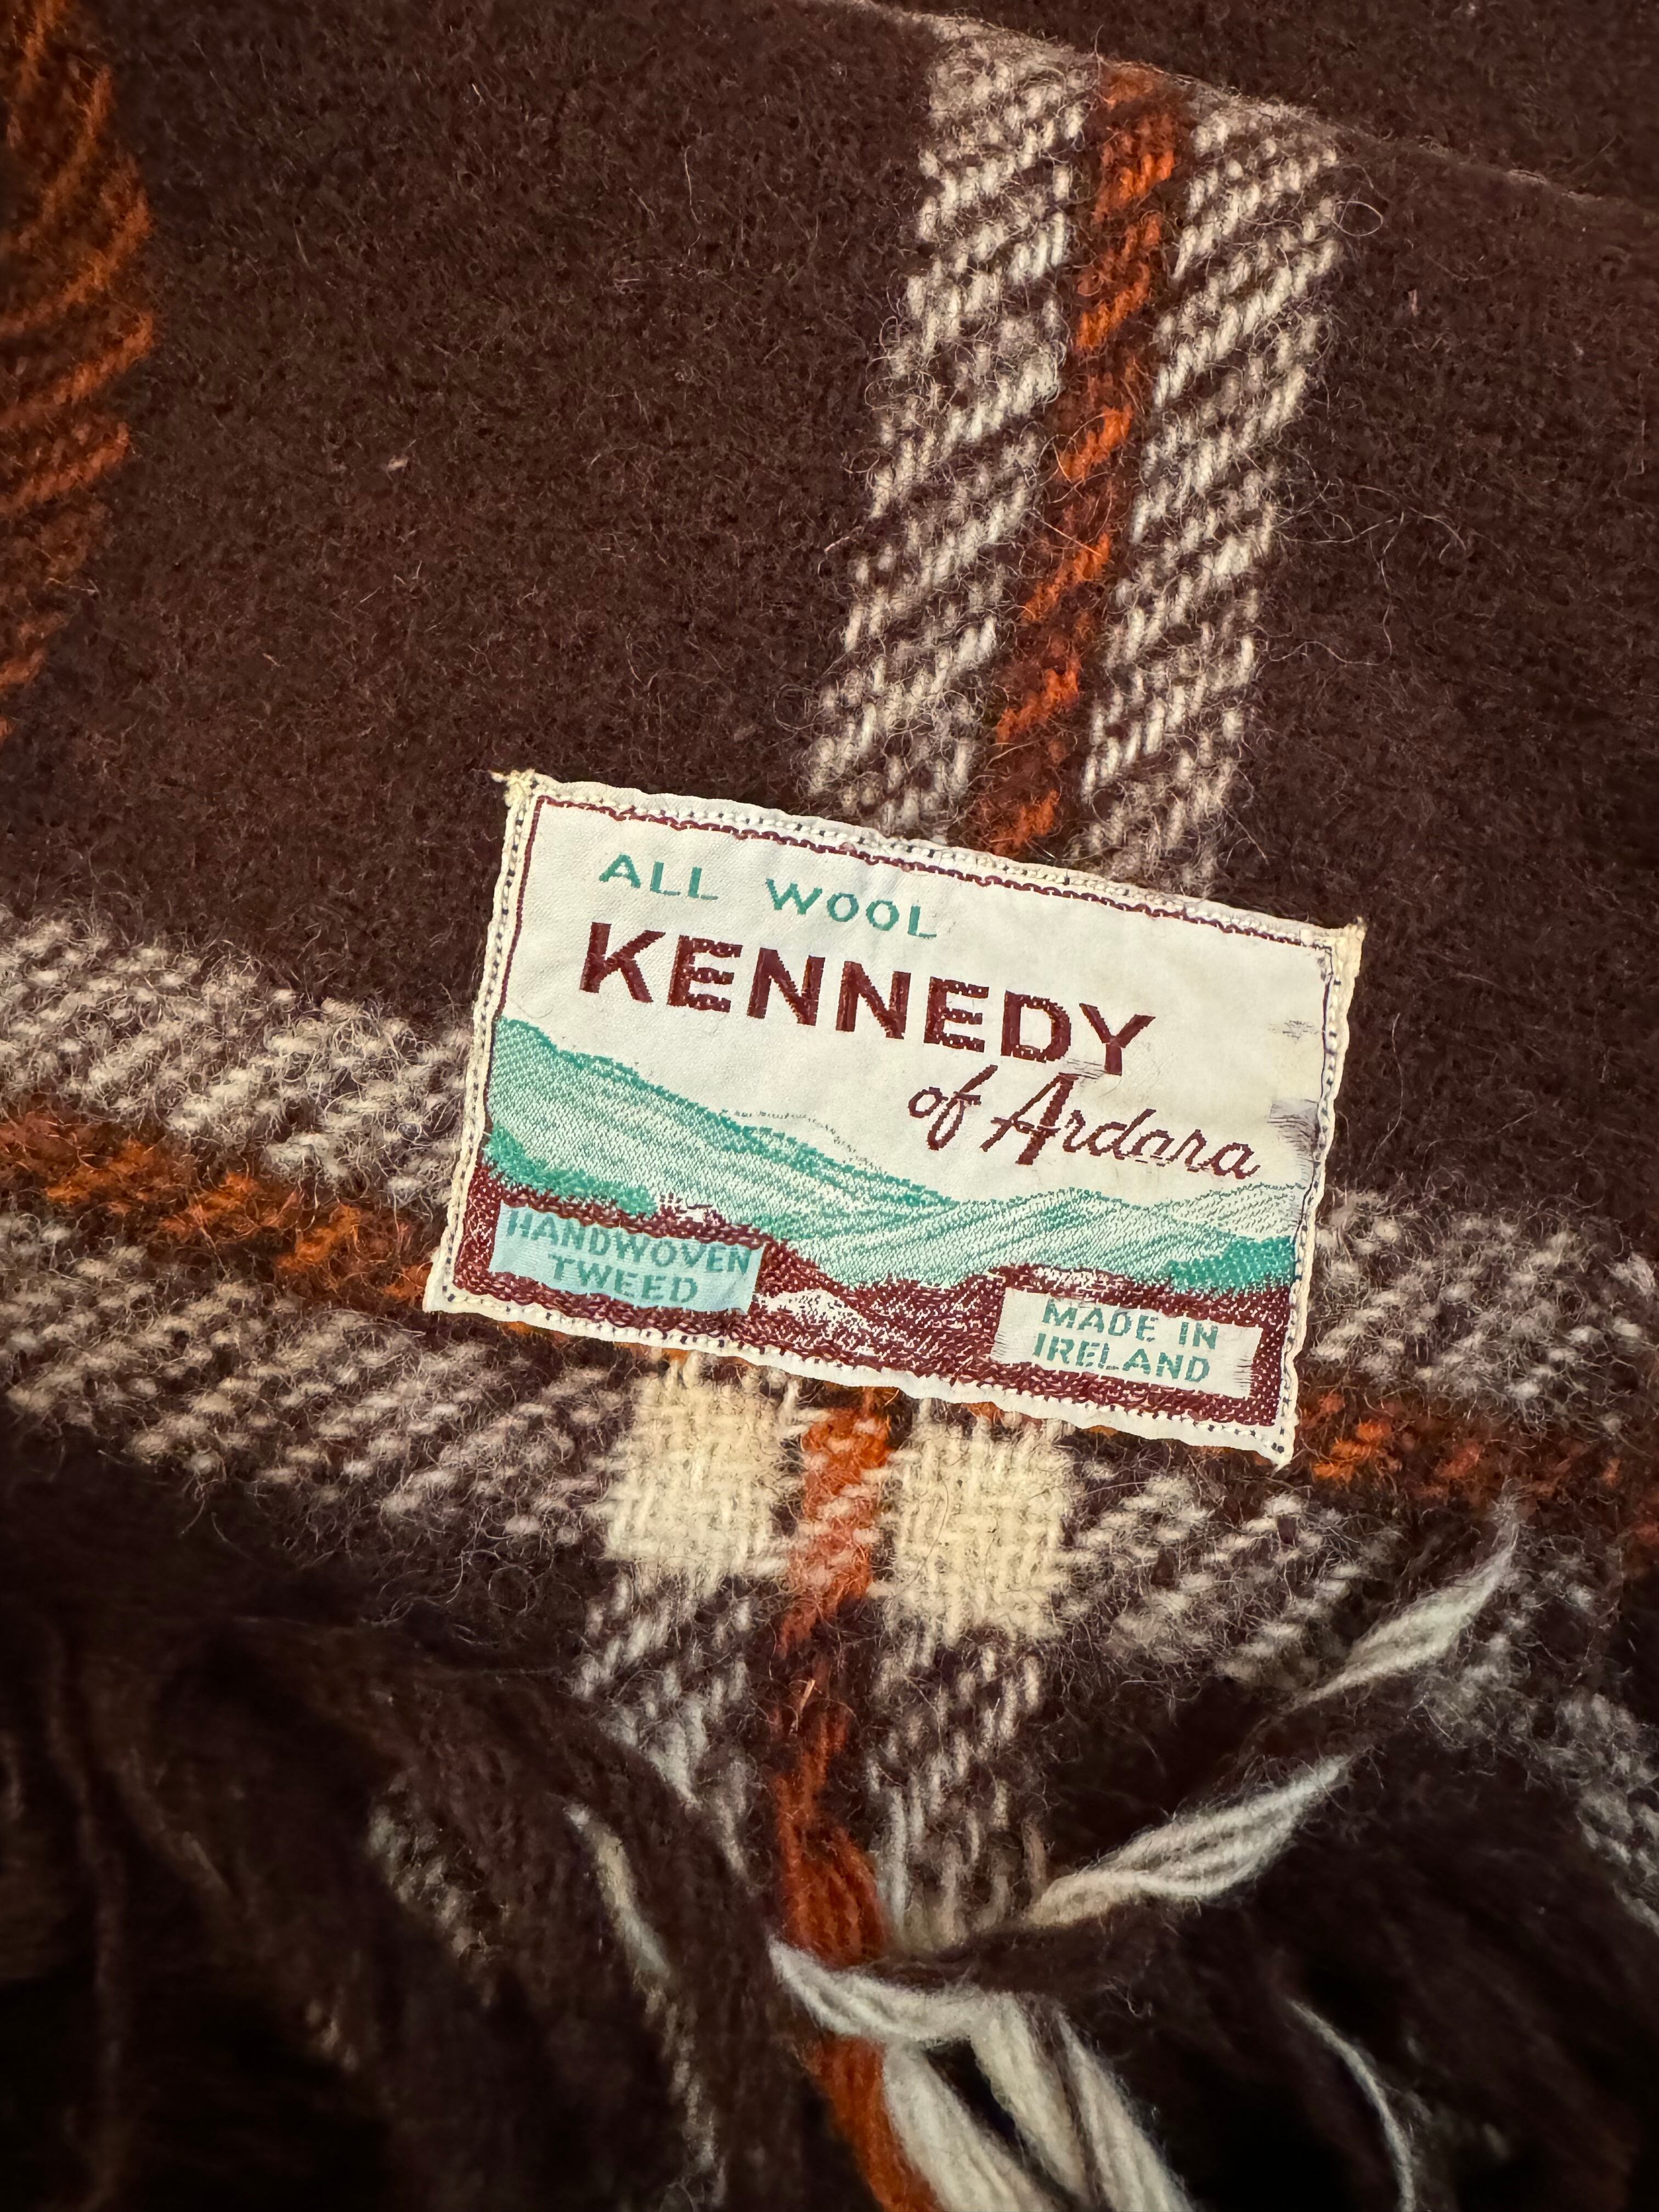 ALL WOOL
KENNEDY
of Ardara
HANDWOVEN
TWEED
MADE IN
IRELAND